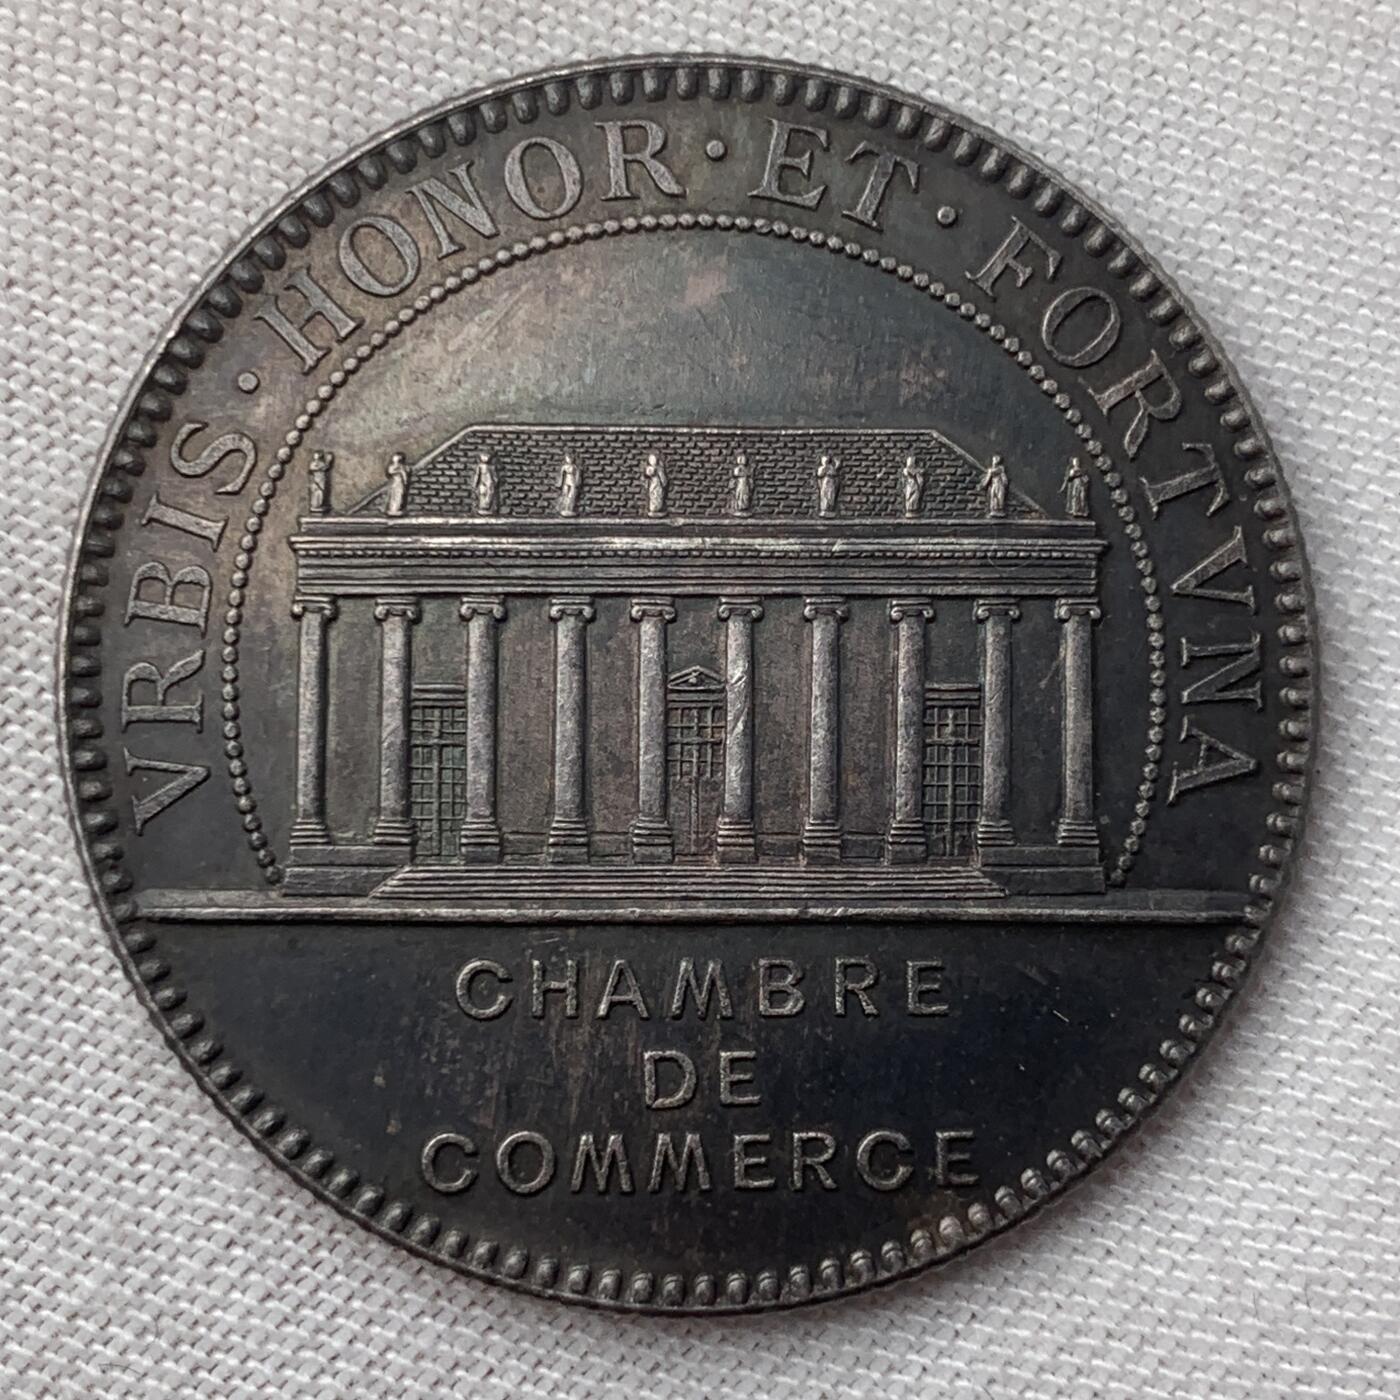 VRBIS · HONOR · ET · FORTVNA
CHAMBRE
DE
COMMERCE